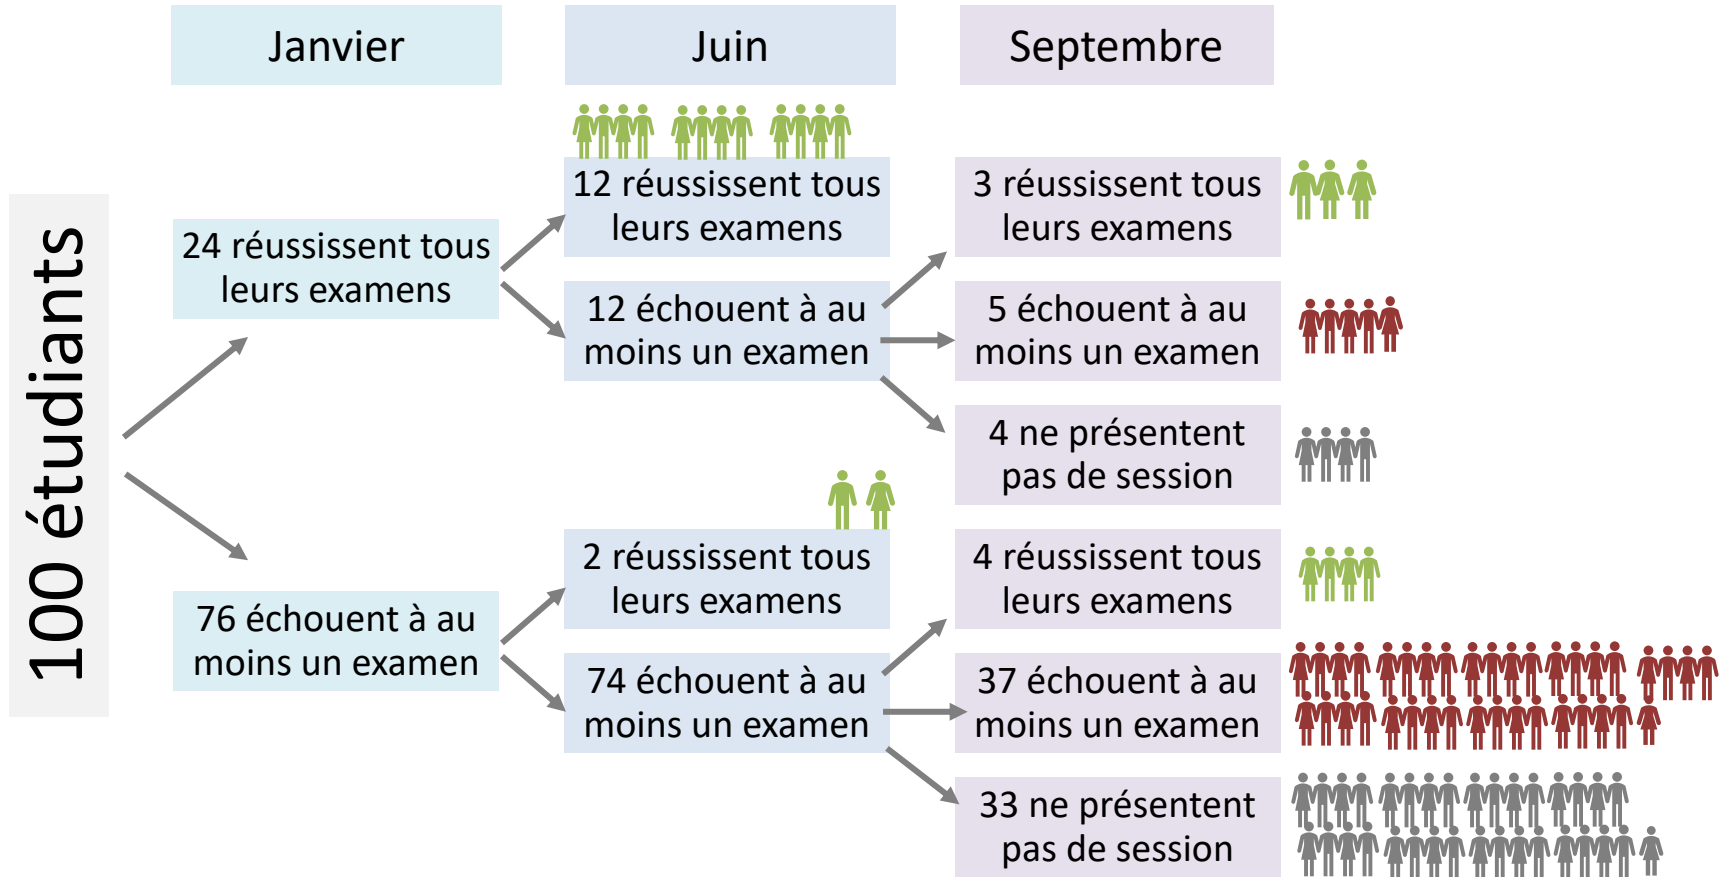 Janvier
Juin
Septembre
100 étudiants
24 réussissent tous
leurs examens
76 échouent à au
moins un examen
12 réussissent tous
leurs examens
12 échouent à au
moins un examen
2 réussissent tous
leurs examens
74 échouent à au
moins un examen
3 réussissent tous
leurs examens
5 échouent à au
moins un examen
4 ne présentent
pas de session
4 réussissent tous
leurs examens
37 échouent à au
moins un examen
33 ne présentent
pas de session